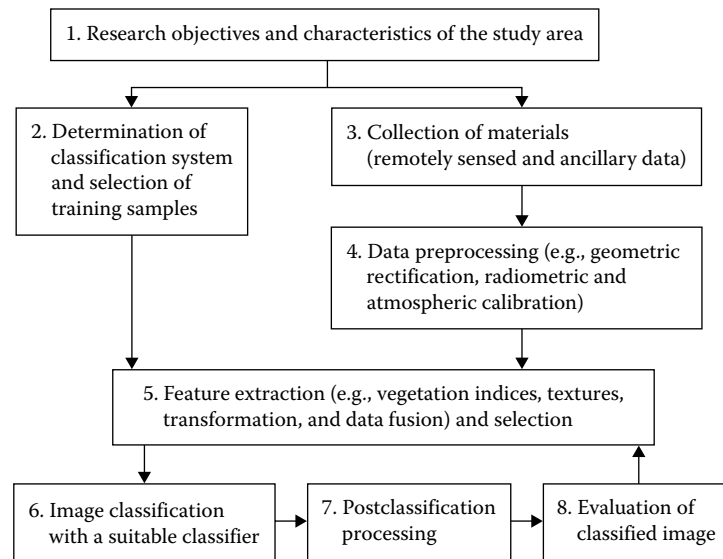 1. Research objectives and characteristics of the study area
2. Determination of
classification system
and selection of
training samples
3. Collection of materials
(remotely sensed and ancillary data)
4. Data preprocessing (e.g., geometric
rectification, radiometric and
atmospheric calibration)
5. Feature extraction (e.g., vegetation indices, textures,
transformation, and data fusion) and selection
6. Image classification
with a suitable classifier
7. Postclassification
processing
8. Evaluation of
classified image